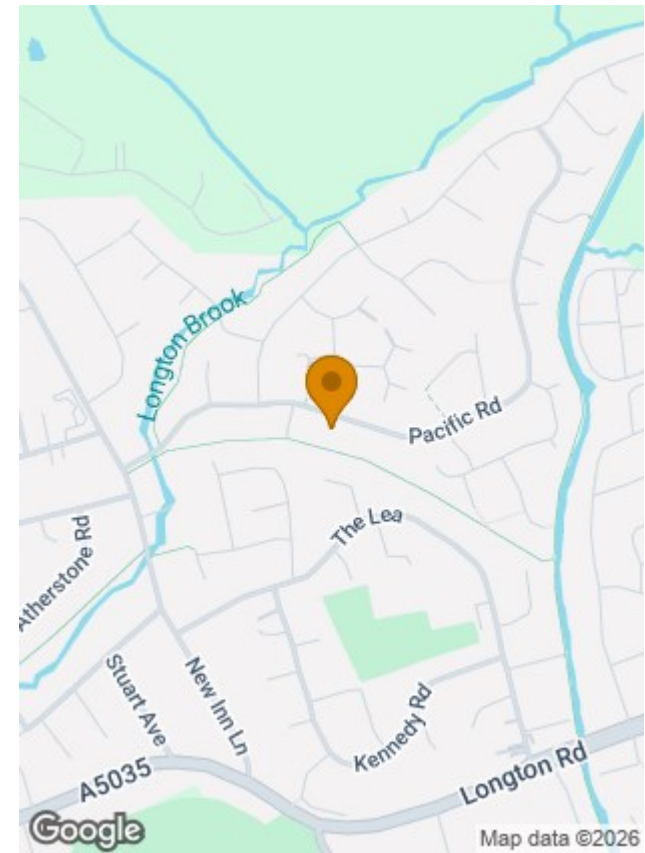 Longton Brook
Pacific Rd
The Lea
Atherstone Rd
Stuart Ave
New Inn Ln
Kennedy Rd
A5035
Longton Rd
Google
Map data ©2026